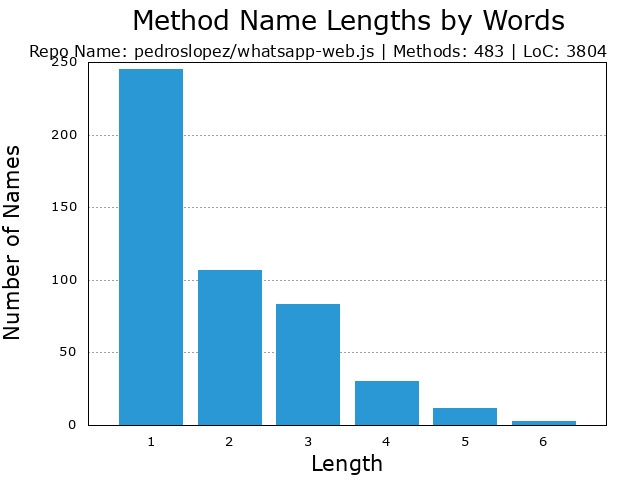 Method Name Lengths by Words
Repo Name: pedroslopez/whatsapp-web.js | Methods: 483 | LoC: 3804
Number of Names
250
200
150
100
50
0
1 2 3 4 5 6
Length